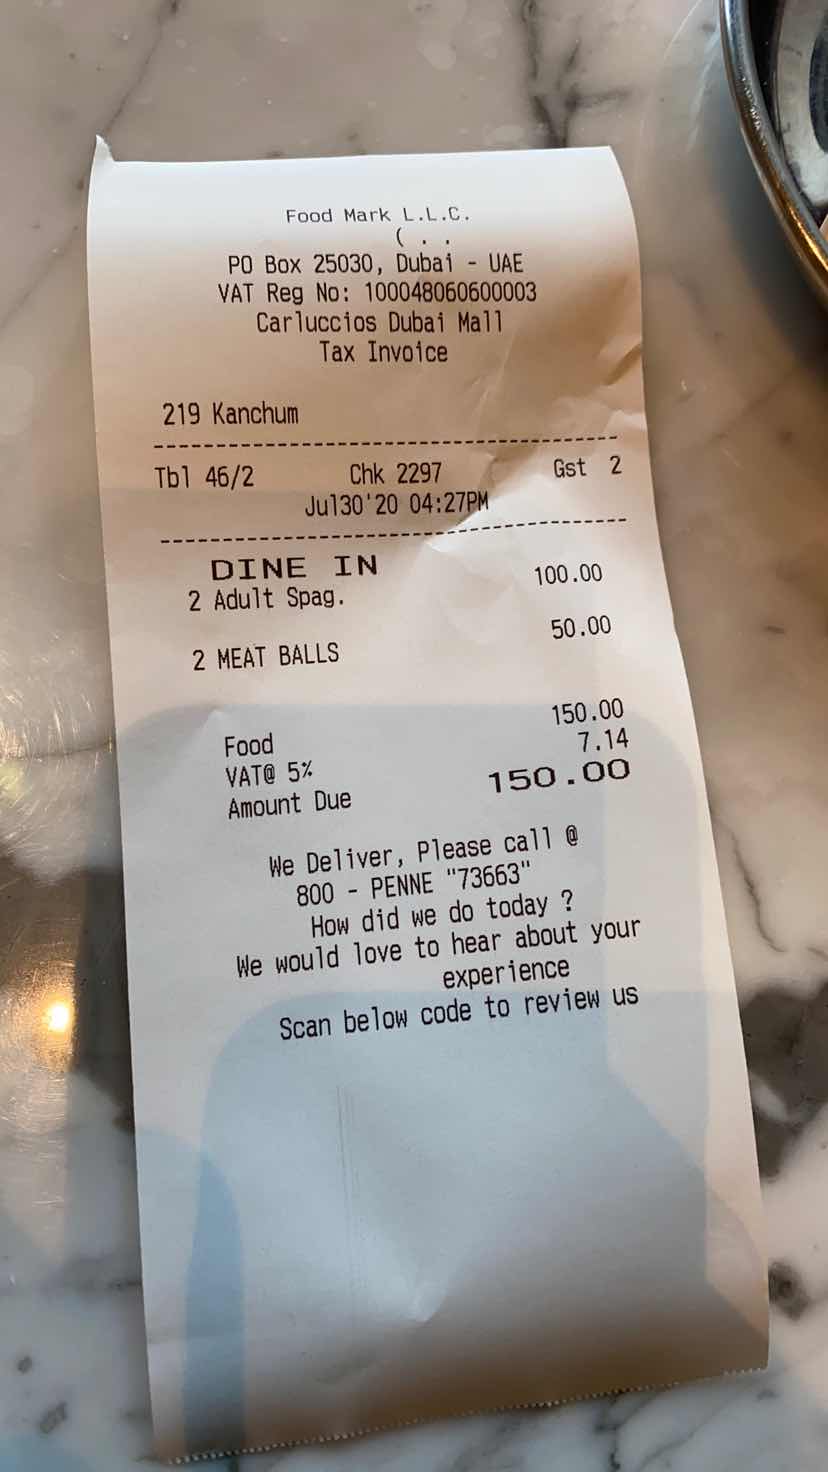 Food Mark L.L.C.
( . .
PO Box 25030, Dubai - UAE
VAT Reg No: 100048060600003
Carluccios Dubai Mall
Tax Invoice
219 Kanchum
Tbl 46/2 Chk 2297 Gst 2
Jul30'20 04:27PM
DINE IN
2 Adult Spag. 100.00
2 MEAT BALLS 50.00
Food 150.00
VAT@ 5% 7.14
Amount Due 150.00
We Deliver, Please call @
800 - PENNE "73663"
How did we do today ?
We would love to hear about your
experience
Scan below code to review us